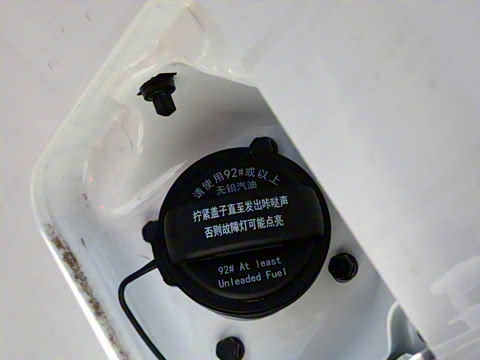 请使用92#或以上
无铅汽油
拧紧盖子直至发出咔哒声
否则故障灯可能点亮
92# At least
Unleaded Fuel